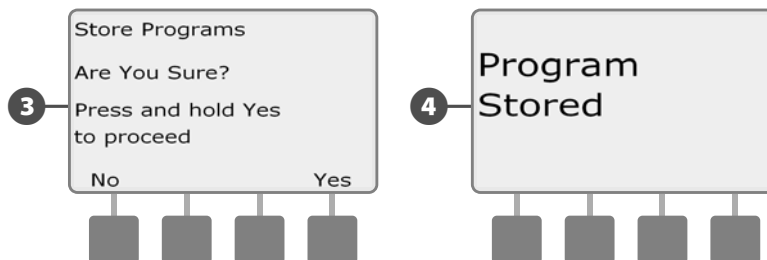 3
Store Programs
Are You Sure?
Press and hold Yes
to proceed
No Yes
4
Program
Stored